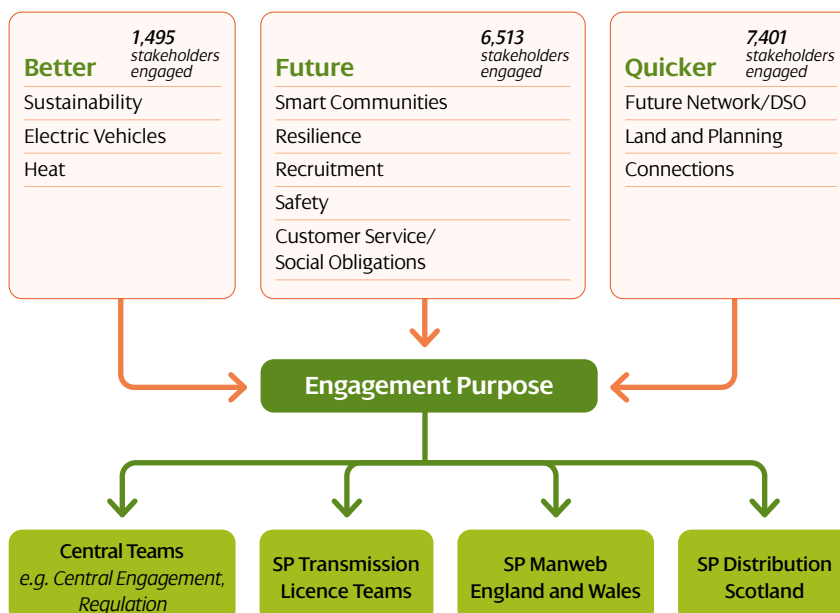 Better
1,495
stakeholders
engaged
Sustainability
Electric Vehicles
Heat
Future
6,513
stakeholders
engaged
Smart Communities
Resilience
Recruitment
Safety
Customer Service/
Social Obligations
Quicker
7,401
stakeholders
engaged
Future Network/DSO
Land and Planning
Connections
Engagement Purpose
Central Teams
e.g. Central Engagement,
Regulation
SP Transmission
Licence Teams
SP Manweb
England and Wales
SP Distribution
Scotland